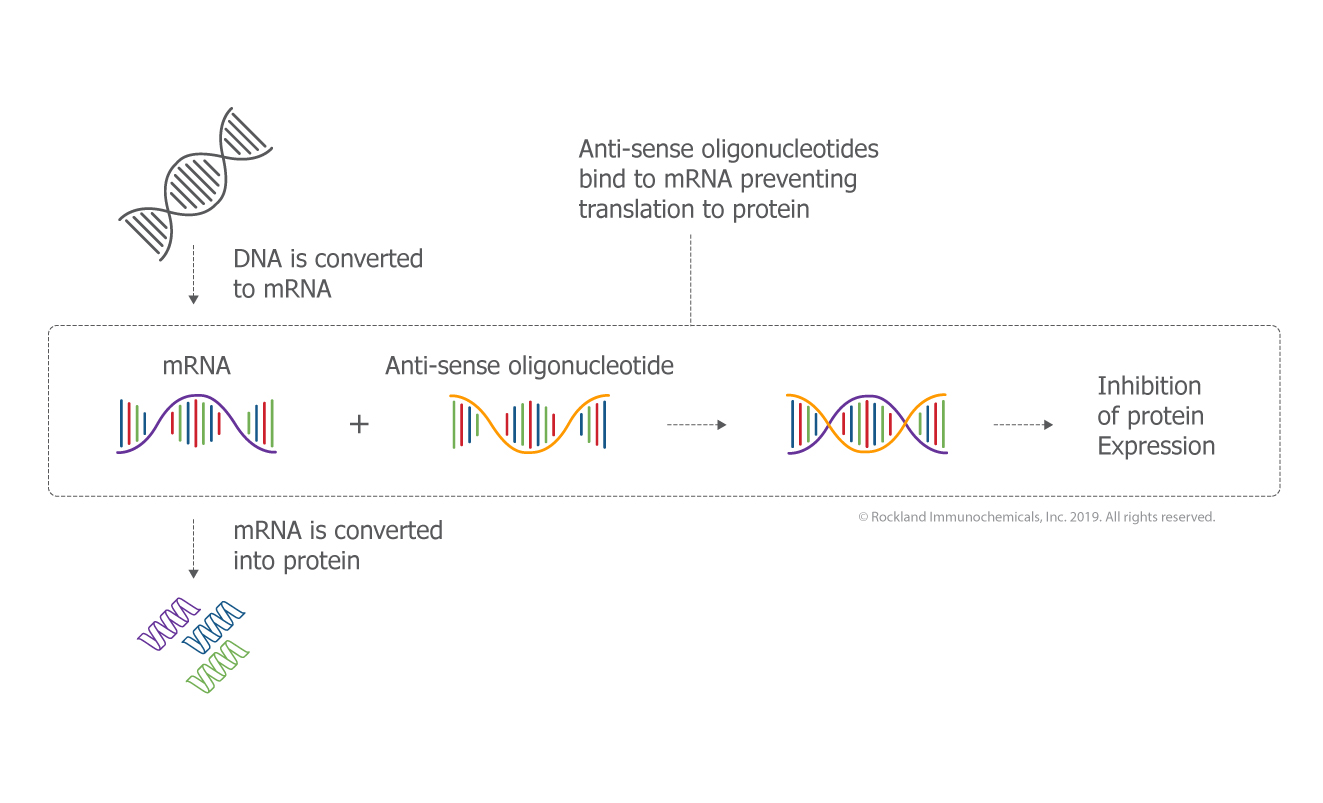 Anti-sense oligonucleotides
bind to mRNA preventing
translation to protein
DNA is converted
to mRNA
mRNA
Anti-sense oligonucleotide
+
Inhibition
of protein
Expression
© Rockland Immunochemicals, Inc. 2019. All rights reserved.
mRNA is converted
into protein